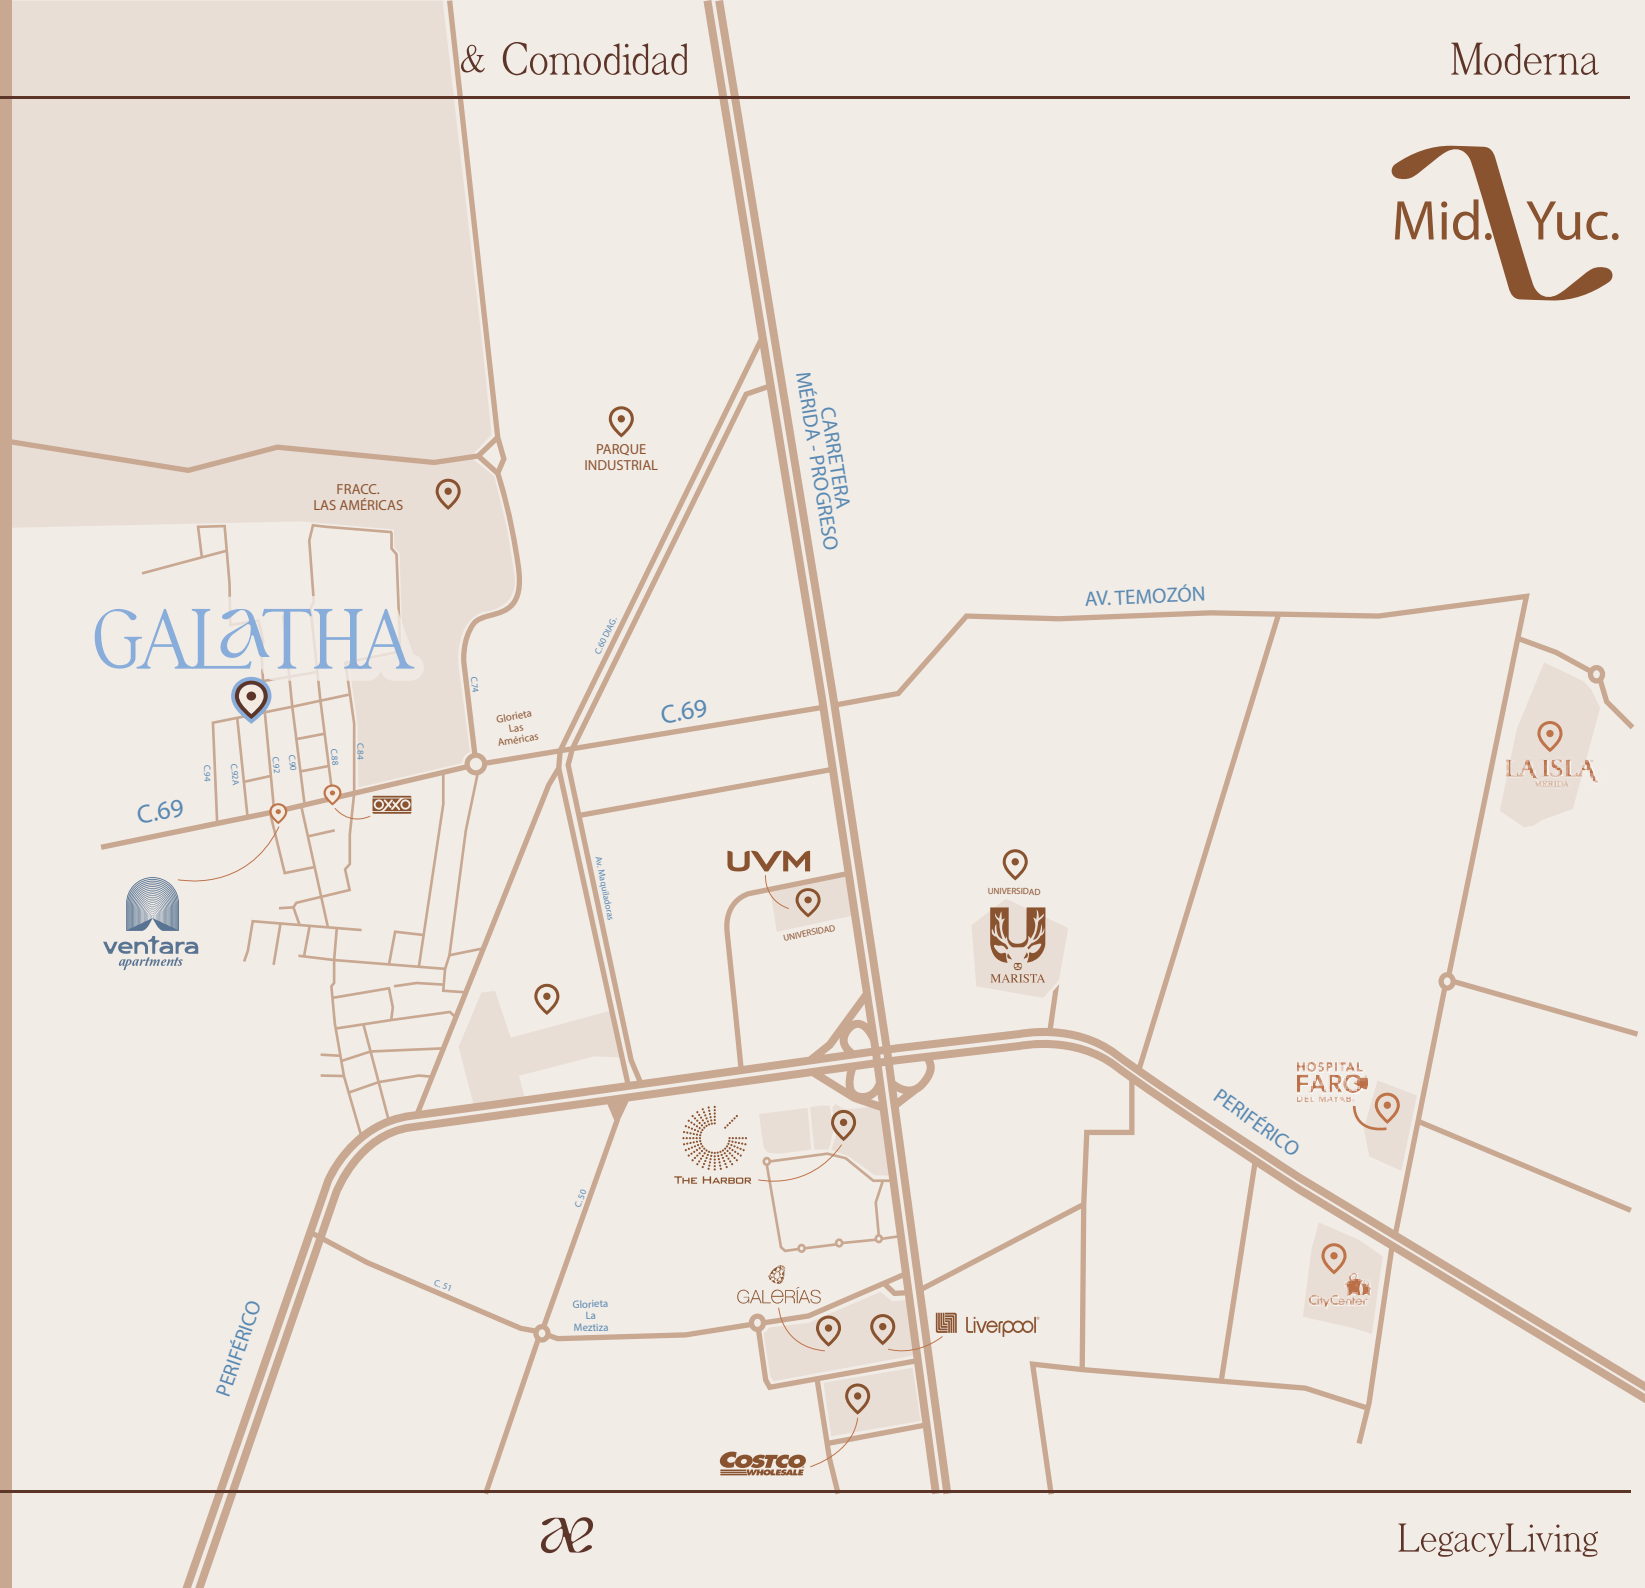 & Comodidad
Moderna
Mid. Yuc.
CARRETERA
MÉRIDA - PROGRESO
PARQUE
INDUSTRIAL
FRACC.
LAS AMÉRICAS
AV. TEMOZÓN
GALaTHA
C.60 DIAG.
C.74
Glorieta
Las
Américas
C.69
C.94
C.92A
C.92
C.90
C.88
C.84
C.69
OXXO
LA ISLA
MÉRIDA
Av. Maquiladoras
UVM
UNIVERSIDAD
UNIVERSIDAD
MARISTA
ventara
apartments
HOSPITAL
FARO
DEL MAYAB
PERIFÉRICO
THE HARBOR
C.50
C.51
Glorieta
La
Meztiza
GALeRÍAS
Liverpool
City Center
PERIFÉRICO
COSTCO
WHOLESALE
æ
LegacyLiving